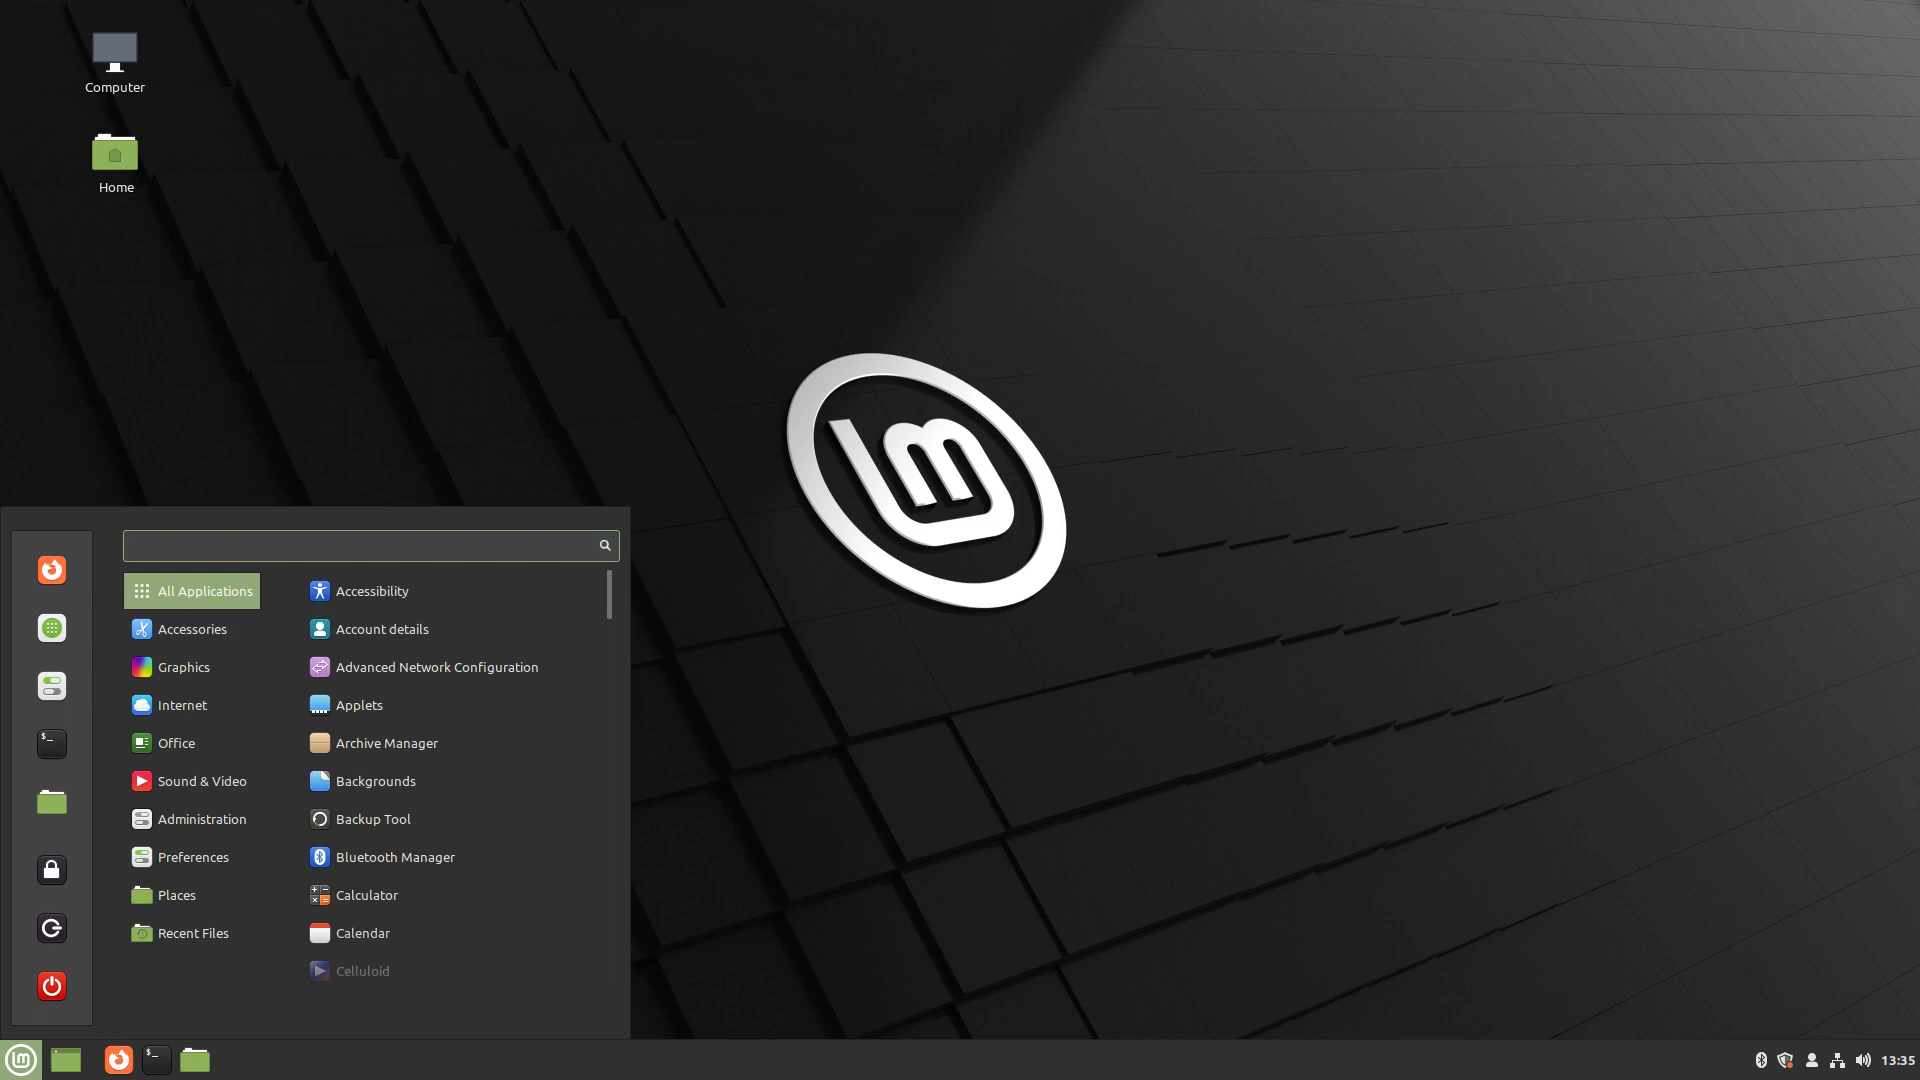 Computer
Home
All Applications
Accessories
Graphics
Internet
Office
Sound & Video
Administration
Preferences
Places
Recent Files
Accessibility
Account details
Advanced Network Configuration
Applets
Archive Manager
Backgrounds
Backup Tool
Bluetooth Manager
Calculator
Calendar
Celluloid
13:35